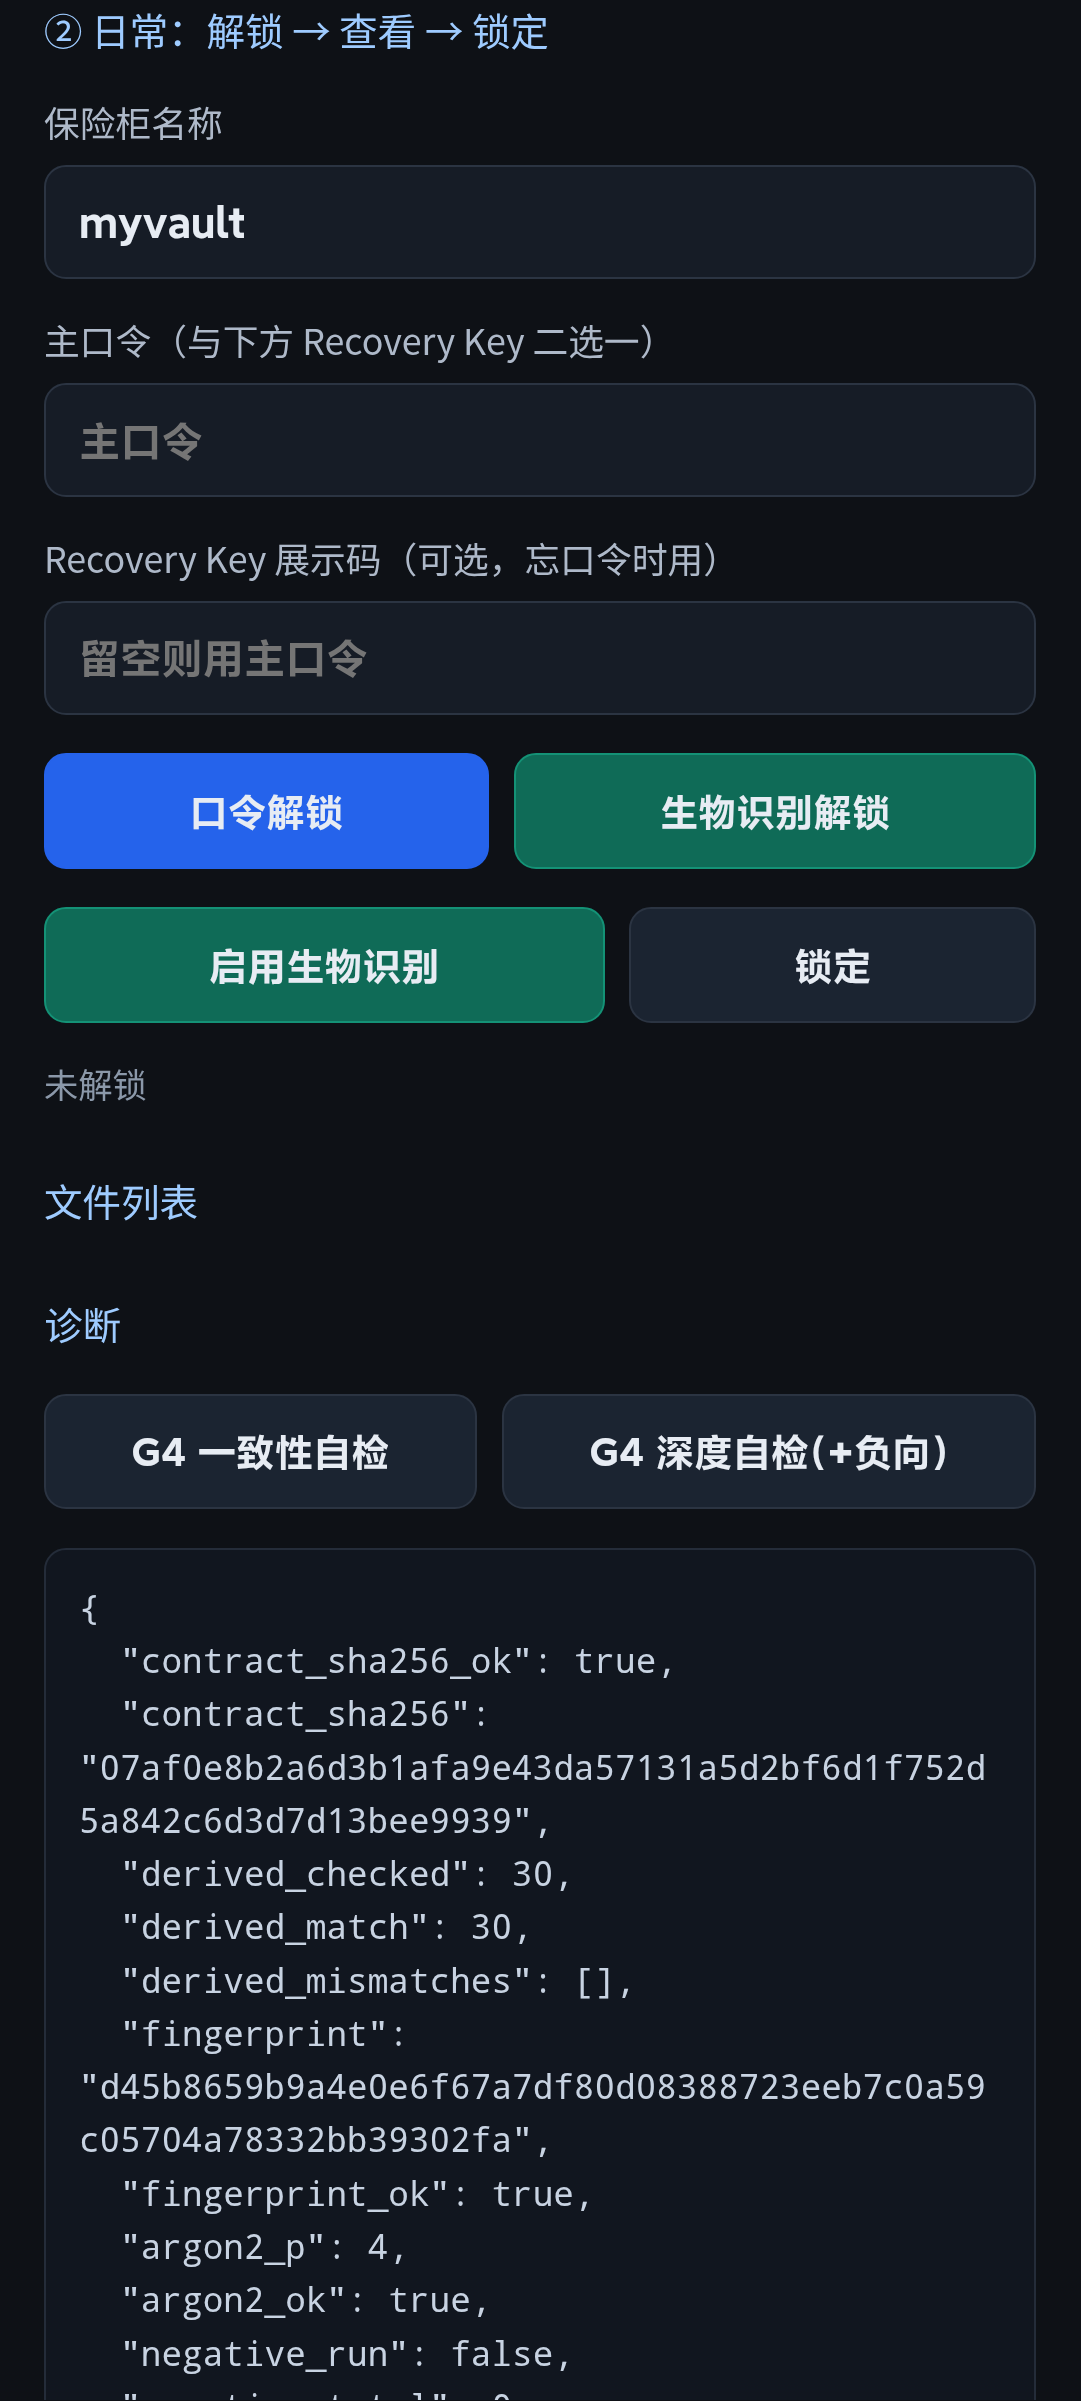 ② 日常：解锁 → 查看 → 锁定
保险柜名称
myvault
主口令（与下方 Recovery Key 二选一）
主口令
Recovery Key 展示码（可选，忘口令时用）
留空则用主口令
口令解锁
生物识别解锁
启用生物识别
锁定
未解锁
文件列表
诊断
G4 一致性自检
G4 深度自检(+负向)
{
"contract_sha256_ok": true,
"contract_sha256":
"07af0e8b2a6d3b1afa9e43da57131a5d2bf6d1f752d
5a842c6d3d7d13bee9939",
"derived_checked": 30,
"derived_match": 30,
"derived_mismatches": [],
"fingerprint":
"d45b8659b9a4e0e6f67a7df80d08388723eeb7c0a59
c05704a78332bb39302fa",
"fingerprint_ok": true,
"argon2_p": 4,
"argon2_ok": true,
"negative_run": false,